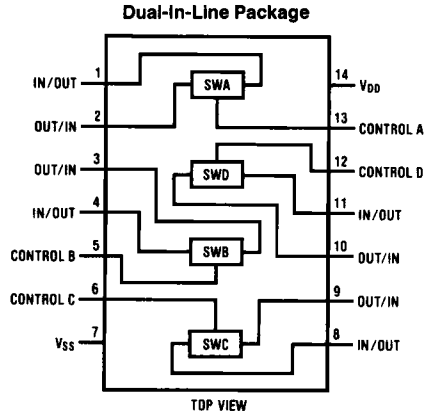 Dual-In-Line Package
IN/OUT 1
14 VDD
SWA
OUT/IN 2
13 CONTROL A
OUT/IN 3
12 CONTROL D
SWD
IN/OUT 4
11 IN/OUT
CONTROL B 5
SWB
10 OUT/IN
CONTROL C 6
9 OUT/IN
VSS 7
SWC
8 IN/OUT
TOP VIEW